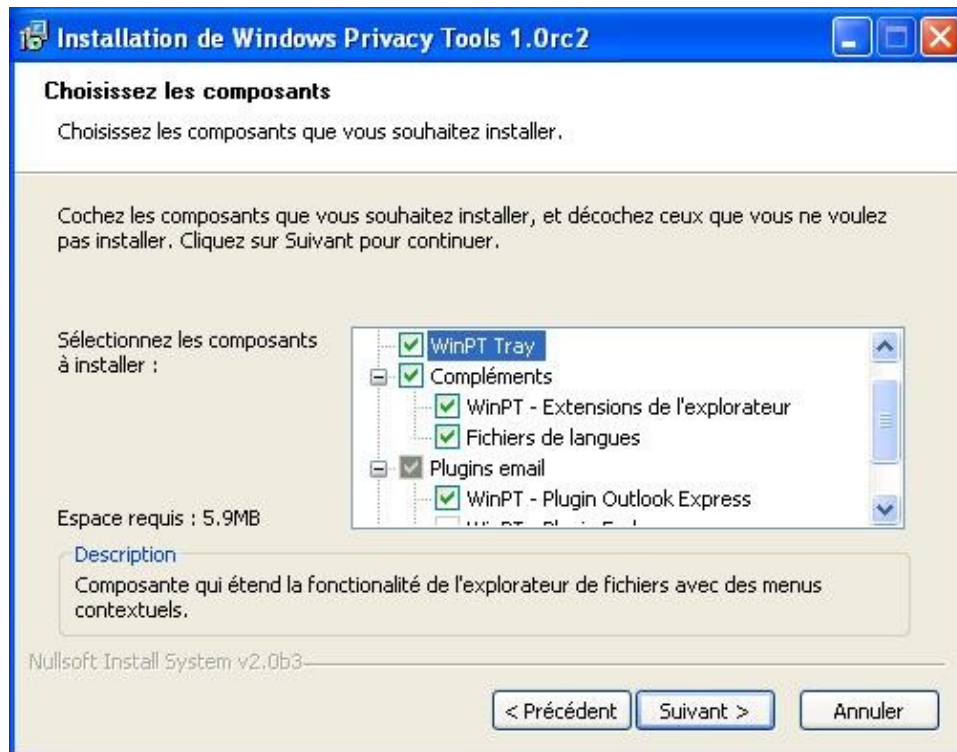 Installation de Windows Privacy Tools 1.0rc2
Choisissez les composants
Choisissez les composants que vous souhaitez installer.
Cochez les composants que vous souhaitez installer, et décochez ceux que vous ne voulez
pas installer. Cliquez sur Suivant pour continuer.
Sélectionnez les composants
à installer :
WinPT Tray
Compléments
WinPT - Extensions de l'explorateur
Fichiers de langues
Plugins email
WinPT - Plugin Outlook Express
Espace requis : 5.9MB
Description
Composante qui étend la fonctionalité de l'explorateur de fichiers avec des menus
contextuels.
Nullsoft Install System v2.0b3
< Précédent
Suivant >
Annuler